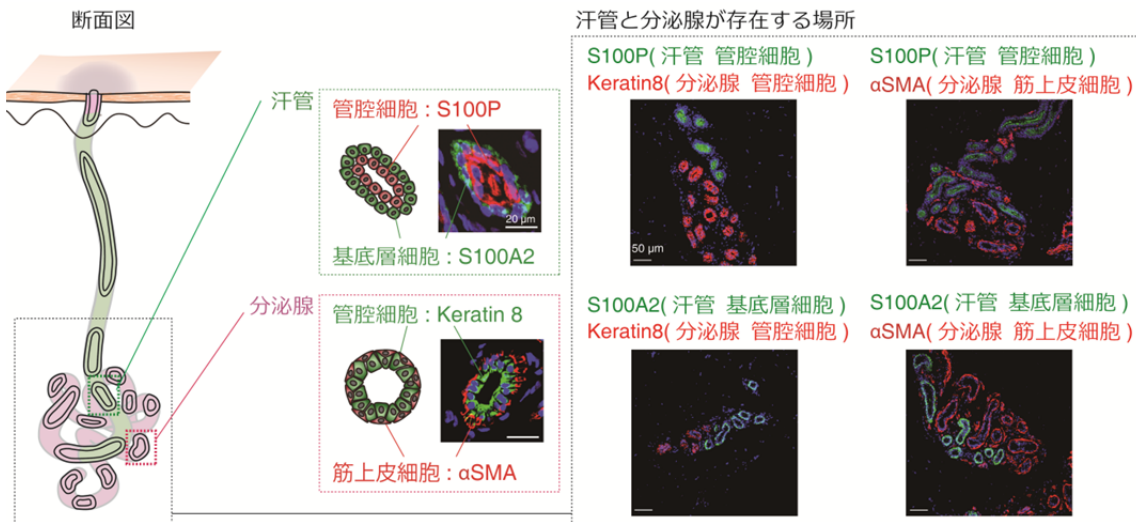 断面図
汗管と分泌腺が存在する場所
汗管
管腔細胞 : S100P
20 µm
基底層細胞 : S100A2
分泌腺
管腔細胞 : Keratin 8
筋上皮細胞 : αSMA
S100P( 汗管 管腔細胞 )
Keratin8( 分泌腺 管腔細胞 )
50 µm
S100P( 汗管 管腔細胞 )
αSMA( 分泌腺 筋上皮細胞 )
S100A2( 汗管 基底層細胞 )
Keratin8( 分泌腺 管腔細胞 )
S100A2( 汗管 基底層細胞 )
αSMA( 分泌腺 筋上皮細胞 )